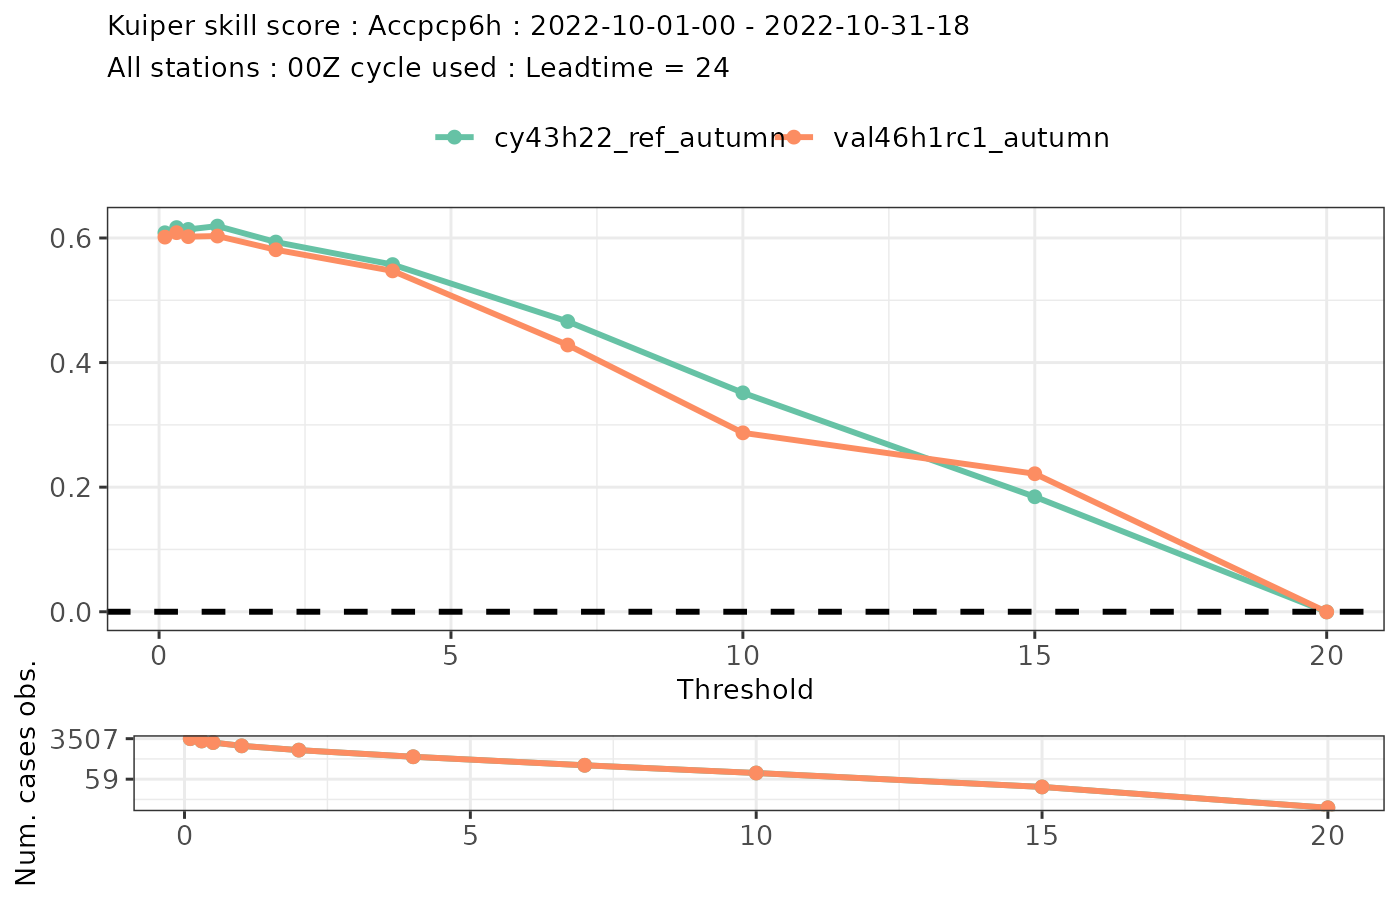 Kuiper skill score : Accpcp6h : 2022-10-01-00 - 2022-10-31-18
All stations : 00Z cycle used : Leadtime = 24
cy43h22_ref_autumn val46h1rc1_autumn
0.6
0.4
0.2
0.0
0 5 10 15 20
Threshold
Num. cases obs.
3507
59
0 5 10 15 20